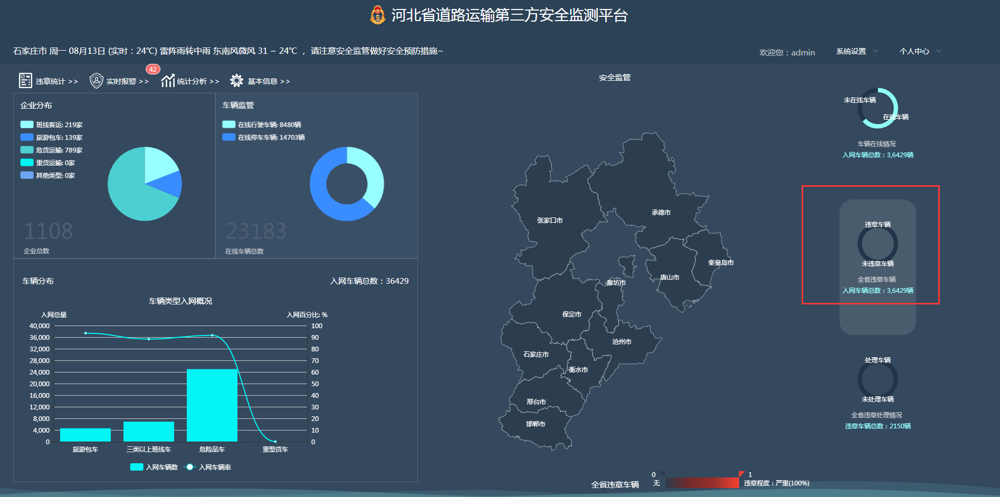 河北省道路运输第三方安全监测平台
石家庄市 周一 08月13日 (实时：24℃) 雷阵雨转中雨 东南风微风 31 ~ 24℃ ， 请注意安全监管做好安全预防措施~
欢迎您：admin
系统设置
个人中心
违章统计 >>
实时报警 >>
42
统计分析 >>
基本信息 >>
企业分布
班线客运: 219家
旅游包车: 139家
危货运输: 789家
重货运输: 0家
其他类型: 0家
1108
企业总数
车辆监管
在线行驶车辆: 8480辆
在线停车车辆: 14703辆
23183
在线车辆总数
车辆分布
入网车辆总数：36429
车辆类型入网概况
入网总量
入网百分比: %
40,000
36,000
32,000
28,000
24,000
20,000
16,000
12,000
8,000
4,000
0
100
90
80
70
60
50
40
30
20
10
0
旅游包车
三类以上班线车
危险品车
重型货车
入网车辆数
入网车辆率
安全监管
张家口市
承德市
秦皇岛市
唐山市
廊坊市
保定市
沧州市
石家庄市
衡水市
邢台市
邯郸市
全省违章车辆
0
无
1
违章程度：严重(100%)
未在线车辆
在线车辆
车辆在线情况
入网车辆总数：3,6429辆
违章车辆
未违章车辆
全省违章车辆
入网车辆总数：3,6429辆
处理车辆
未处理车辆
全省违章处理情况
违章车辆总数：2150辆